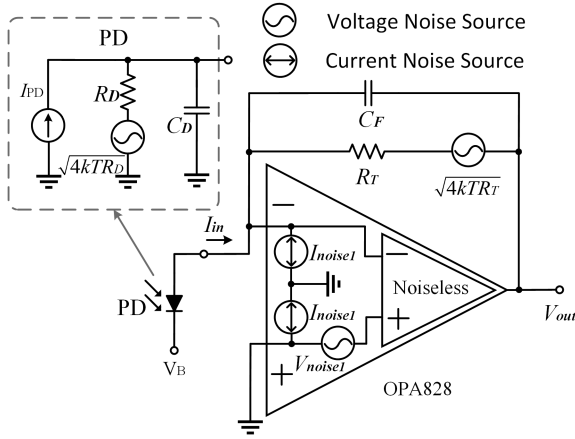 PD
Voltage Noise Source
Current Noise Source
IPD
RD
CD
√4kTRD
CF
RT
√4kTRT
Iin
−
Inoise1
Inoise1
−
Noiseless
+
Vnoise1
+
PD
VB
Vout
OPA828